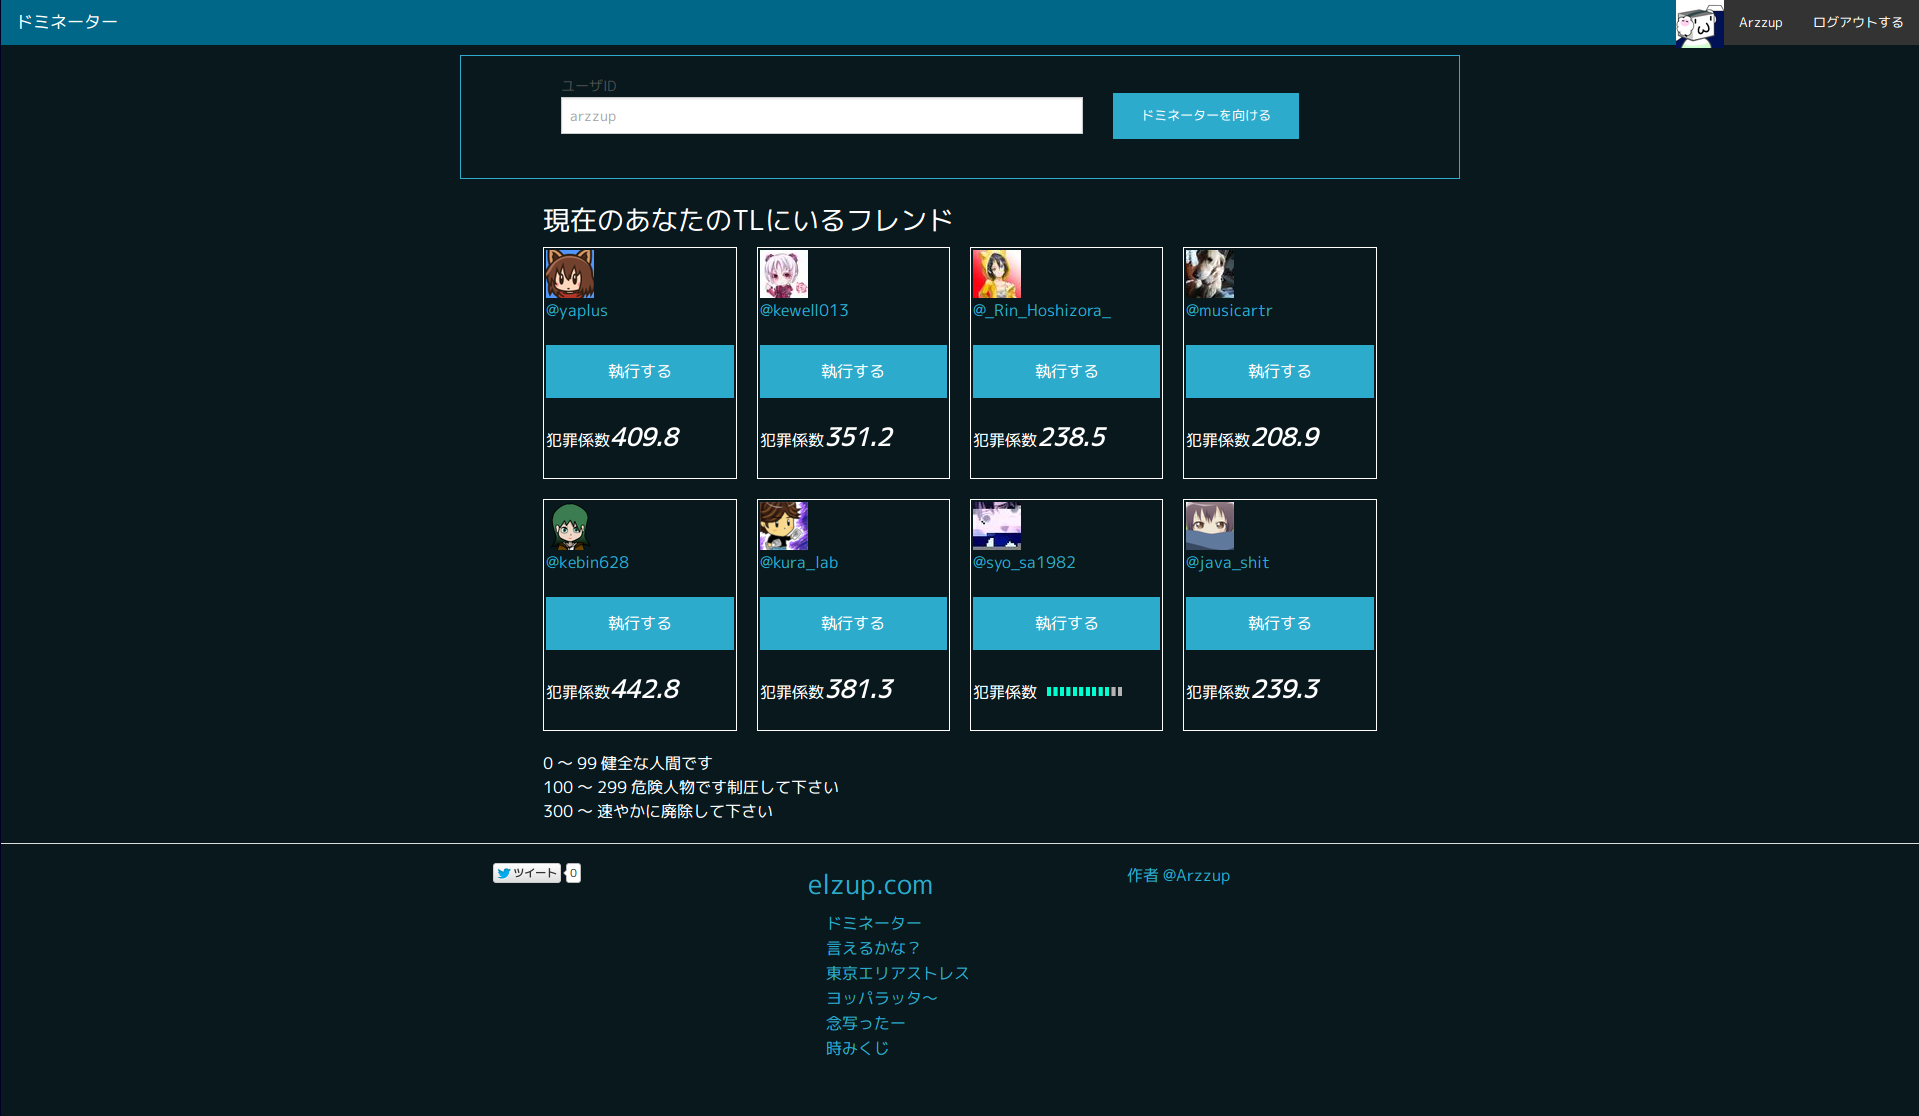 ドミネーター
Arzzup
ログアウトする
ユーザID
arzzup
ドミネーターを向ける
現在のあなたのTLにいるフレンド
@yaplus
@kewell013
@_Rin_Hoshizora_
@musicartr
執行する
執行する
執行する
執行する
犯罪係数409.8
犯罪係数351.2
犯罪係数238.5
犯罪係数208.9
@kebin628
@kura_lab
@syo_sa1982
@java_shit
執行する
執行する
執行する
執行する
犯罪係数442.8
犯罪係数381.3
犯罪係数
犯罪係数239.3
0 〜 99 健全な人間です
100 〜 299 危険人物です制圧して下さい
300 〜 速やかに廃除して下さい
ツイート 0
elzup.com
ドミネーター
言えるかな？
東京エリアストレス
ヨッパラッタ〜
念写ったー
時みくじ
作者 @Arzzup